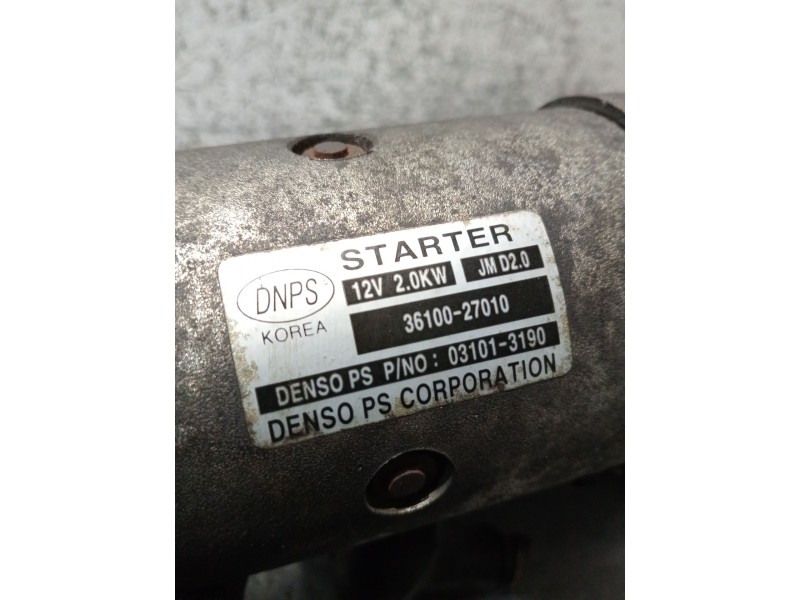 STARTER
DNPS
KOREA
12V 2.0KW JM D2.0
36100-27010
DENSO PS P/NO: 03101-3190
DENSO PS CORPORATION